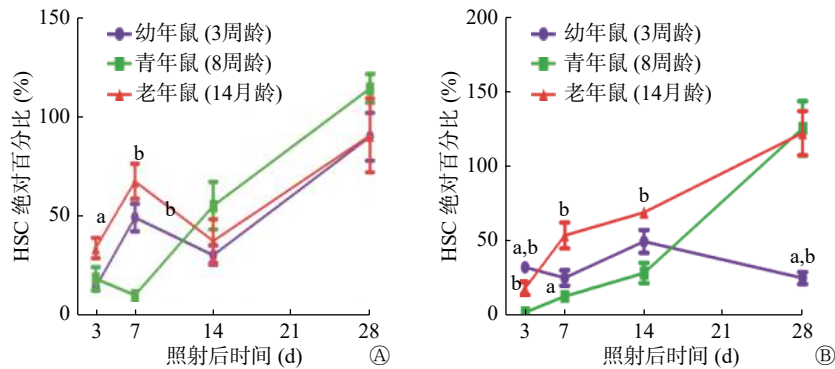 HSC 绝对百分比 (%)
150
100
50
0
幼年鼠 (3周龄)
青年鼠 (8周龄)
老年鼠 (14月龄)
a
b
b
3 7 14 21 28
照射后时间 (d)
Ⓐ
HSC 绝对百分比 (%)
200
150
100
50
0
幼年鼠 (3周龄)
青年鼠 (8周龄)
老年鼠 (14月龄)
a,b
b
b
a
b
a,b
3 7 14 21 28
照射后时间 (d)
Ⓑ